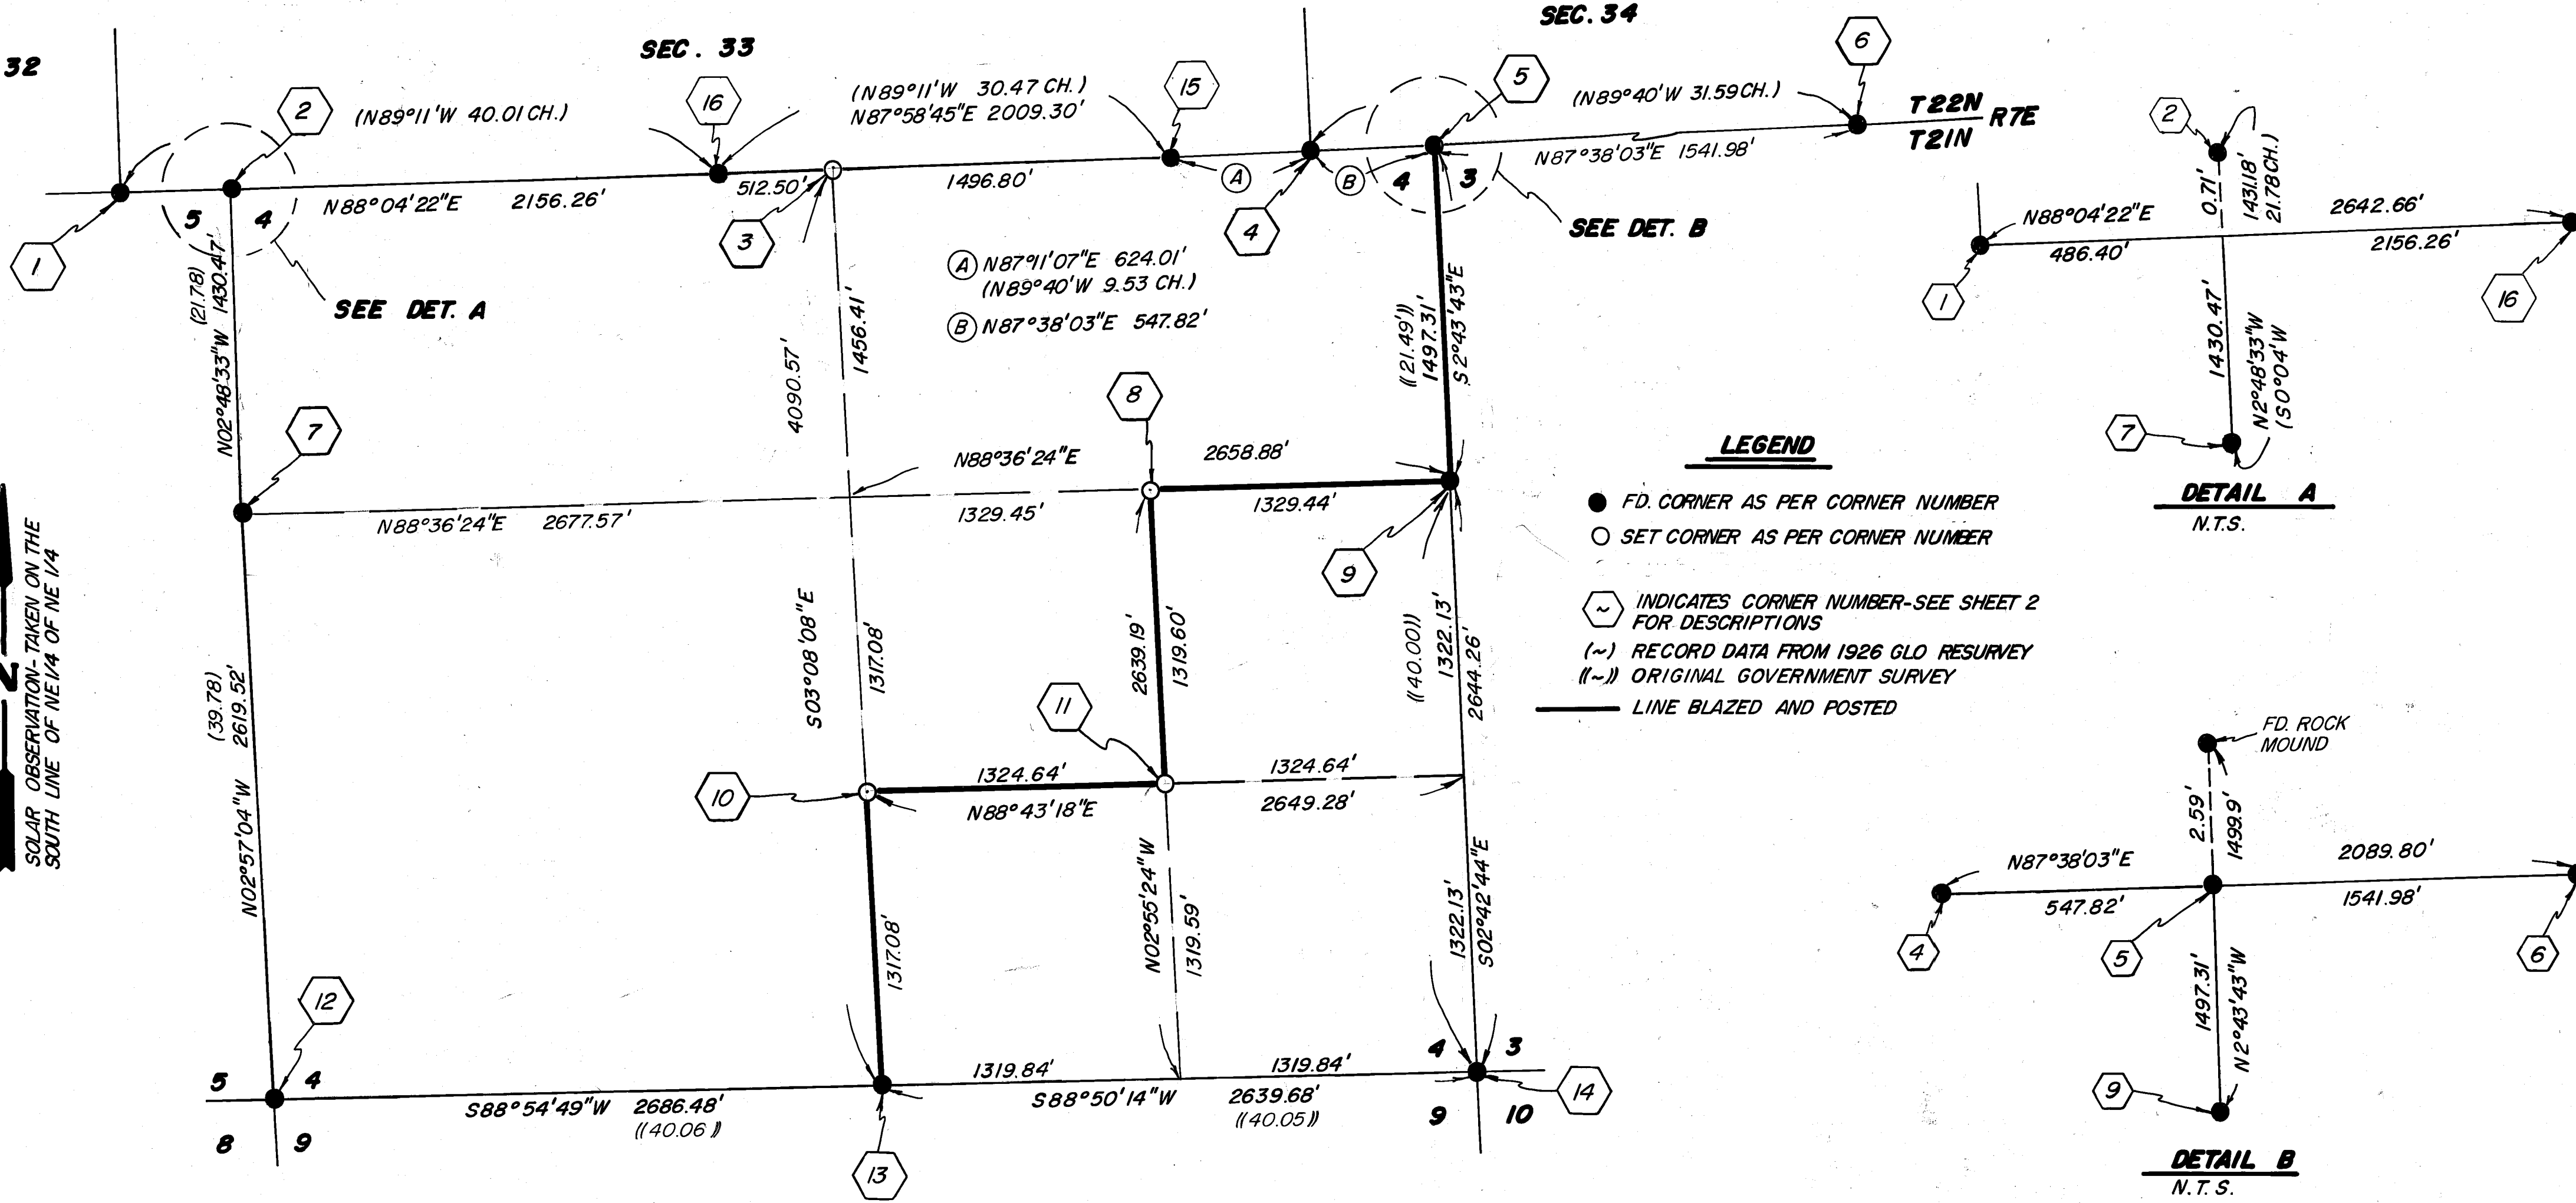 32
SEC. 33
SEC. 34
1
2
(N89°11'W 40.01 CH.)
16
(N89°11'W 30.47 CH.)
N87°58'45"E 2009.30'
15
5
(N89°40'W 31.59 CH.)
6
T22N
T21N
R7E
N88°04'22"E 2156.26'
512.50'
1496.80'
A
B
N87°38'03"E 1541.98'
5 4
4 3
3
4
SEE DET. A
SEE DET. B
A N87°11'07"E 624.01'
(N89°40'W 9.53 CH.)
B N87°38'03"E 547.82'
(21.78)
N02°48'33"W 1430.47'
4090.57'
1456.41'
((21.49'))
1497.31'
S2°43'43"E
7
8
N88°36'24"E 2658.88'
N88°36'24"E 2677.57'
1329.45'
1329.44'
9
SOLAR OBSERVATION-TAKEN ON THE
SOUTH LINE OF NE1/4 OF NE 1/4
(39.78)
N02°57'04"W 2619.52'
S03°08'08"E
1317.08'
2639.19'
1319.60'
((40.00))
1322.13'
2644.26'
11
10
1324.64'
1324.64'
N88°43'18"E
2649.28'
1317.08'
N02°55'24"W
1319.59'
1322.13'
S02°42'44"E
12
5 4
4 3
1319.84'
1319.84'
S88°54'49"W 2686.48'
((40.06))
S88°50'14"W 2639.68'
((40.05))
8 9
9 10
13
14
LEGEND
FD. CORNER AS PER CORNER NUMBER
SET CORNER AS PER CORNER NUMBER
~ INDICATES CORNER NUMBER-SEE SHEET 2
FOR DESCRIPTIONS
(~) RECORD DATA FROM 1926 GLO RESURVEY
((~)) ORIGINAL GOVERNMENT SURVEY
LINE BLAZED AND POSTED
2
0.71'
1431.18'
21.78CH.)
N88°04'22"E
2642.66'
486.40'
2156.26'
1
16
1430.47'
N2°48'33"W
(S0°04'W
7
DETAIL A
N.T.S.
FD. ROCK
MOUND
2.59'
1499.9'
N87°38'03"E
2089.80'
547.82'
1541.98'
4
5
6
1497.31'
N2°43'43"W
9
DETAIL B
N.T.S.